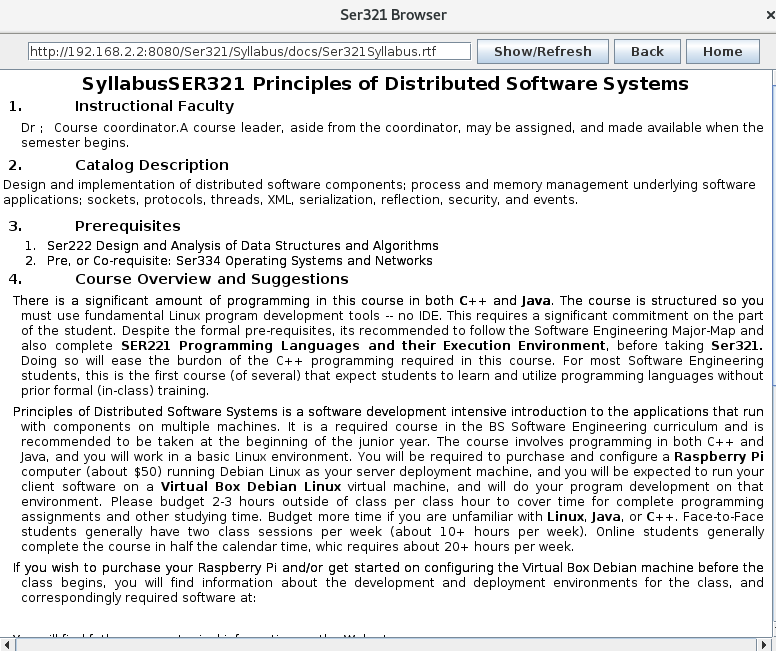 Ser321 Browser
http://192.168.2.2:8080/Ser321/Syllabus/docs/Ser321Syllabus.rtf Show/Refresh Back Home
SyllabusSER321 Principles of Distributed Software Systems
1. Instructional Faculty
Dr ; Course coordinator.A course leader, aside from the coordinator, may be assigned, and made available when the
semester begins.
2. Catalog Description
Design and implementation of distributed software components; process and memory management underlying software
applications; sockets, protocols, threads, XML, serialization, reflection, security, and events.
3. Prerequisites
1. Ser222 Design and Analysis of Data Structures and Algorithms
2. Pre, or Co-requisite: Ser334 Operating Systems and Networks
4. Course Overview and Suggestions
There is a significant amount of programming in this course in both C++ and Java. The course is structured so you
must use fundamental Linux program development tools -- no IDE. This requires a significant commitment on the part
of the student. Despite the formal pre-requisites, its recommended to follow the Software Engineering Major-Map and
also complete SER221 Programming Languages and their Execution Environment, before taking Ser321.
Doing so will ease the burdon of the C++ programming required in this course. For most Software Engineering
students, this is the first course (of several) that expect students to learn and utilize programming languages without
prior formal (in-class) training.
Principles of Distributed Software Systems is a software development intensive introduction to the applications that run
with components on multiple machines. It is a required course in the BS Software Engineering curriculum and is
recommended to be taken at the beginning of the junior year. The course involves programming in both C++ and
Java, and you will work in a basic Linux environment. You will be required to purchase and configure a Raspberry Pi
computer (about $50) running Debian Linux as your server deployment machine, and you will be expected to run your
client software on a Virtual Box Debian Linux virtual machine, and will do your program development on that
environment. Please budget 2-3 hours outside of class per class hour to cover time for complete programming
assignments and other studying time. Budget more time if you are unfamiliar with Linux, Java, or C++. Face-to-Face
students generally have two class sessions per week (about 10+ hours per week). Online students generally
complete the course in half the calendar time, whic requires about 20+ hours per week.
If you wish to purchase your Raspberry Pi and/or get started on configuring the Virtual Box Debian machine before the
class begins, you will find information about the development and deployment environments for the class, and
correspondingly required software at: